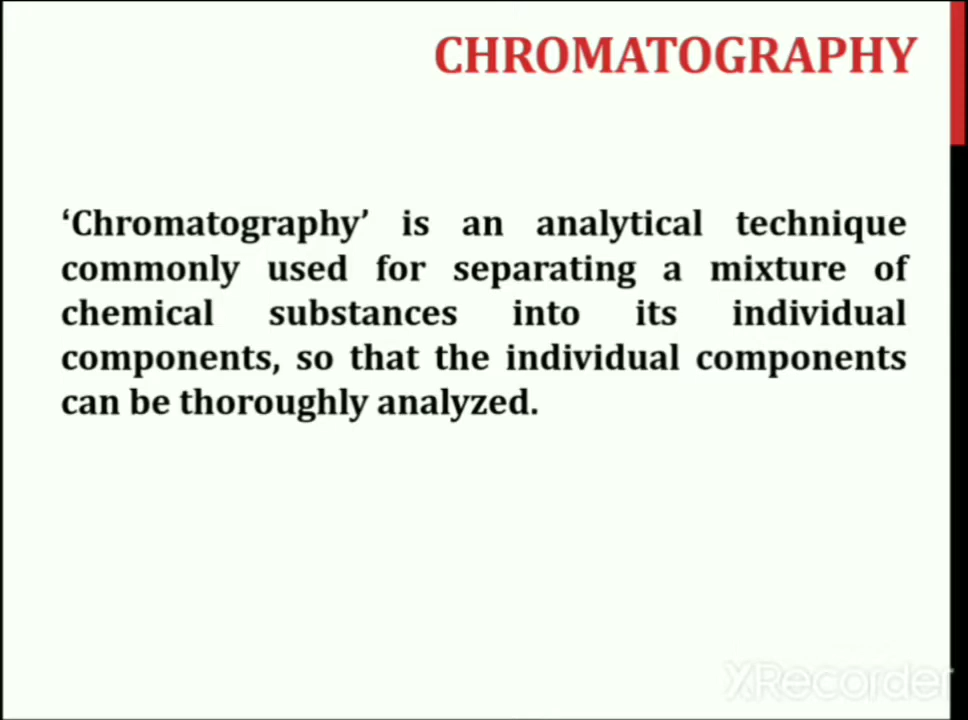 CHROMATOGRAPHY
‘Chromatography’ is an analytical technique
commonly used for separating a mixture of
chemical substances into its individual
components, so that the individual components
can be thoroughly analyzed.
XRecorder